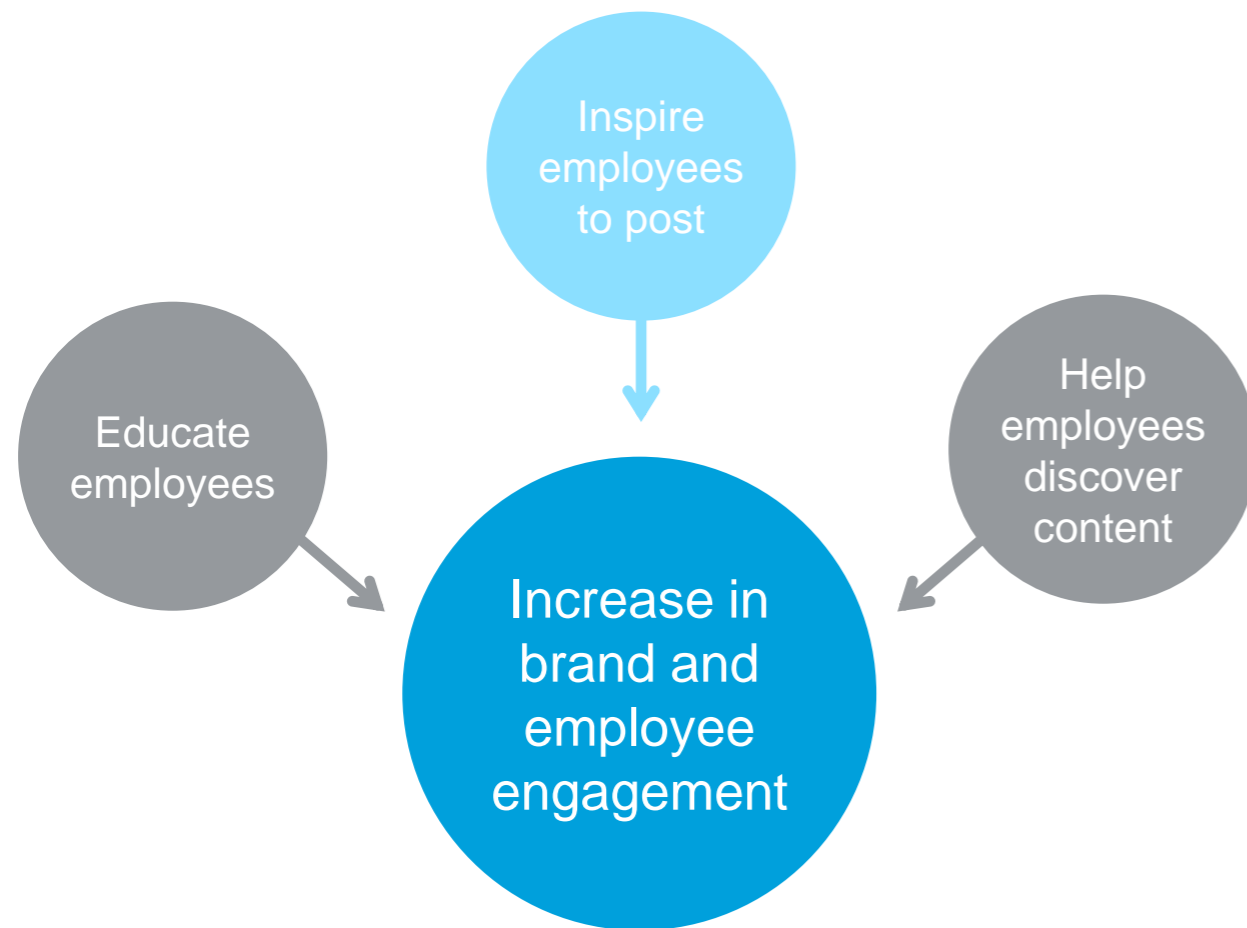 Inspire
employees
to post
Educate
employees
Help
employees
discover
content
Increase in
brand and
employee
engagement